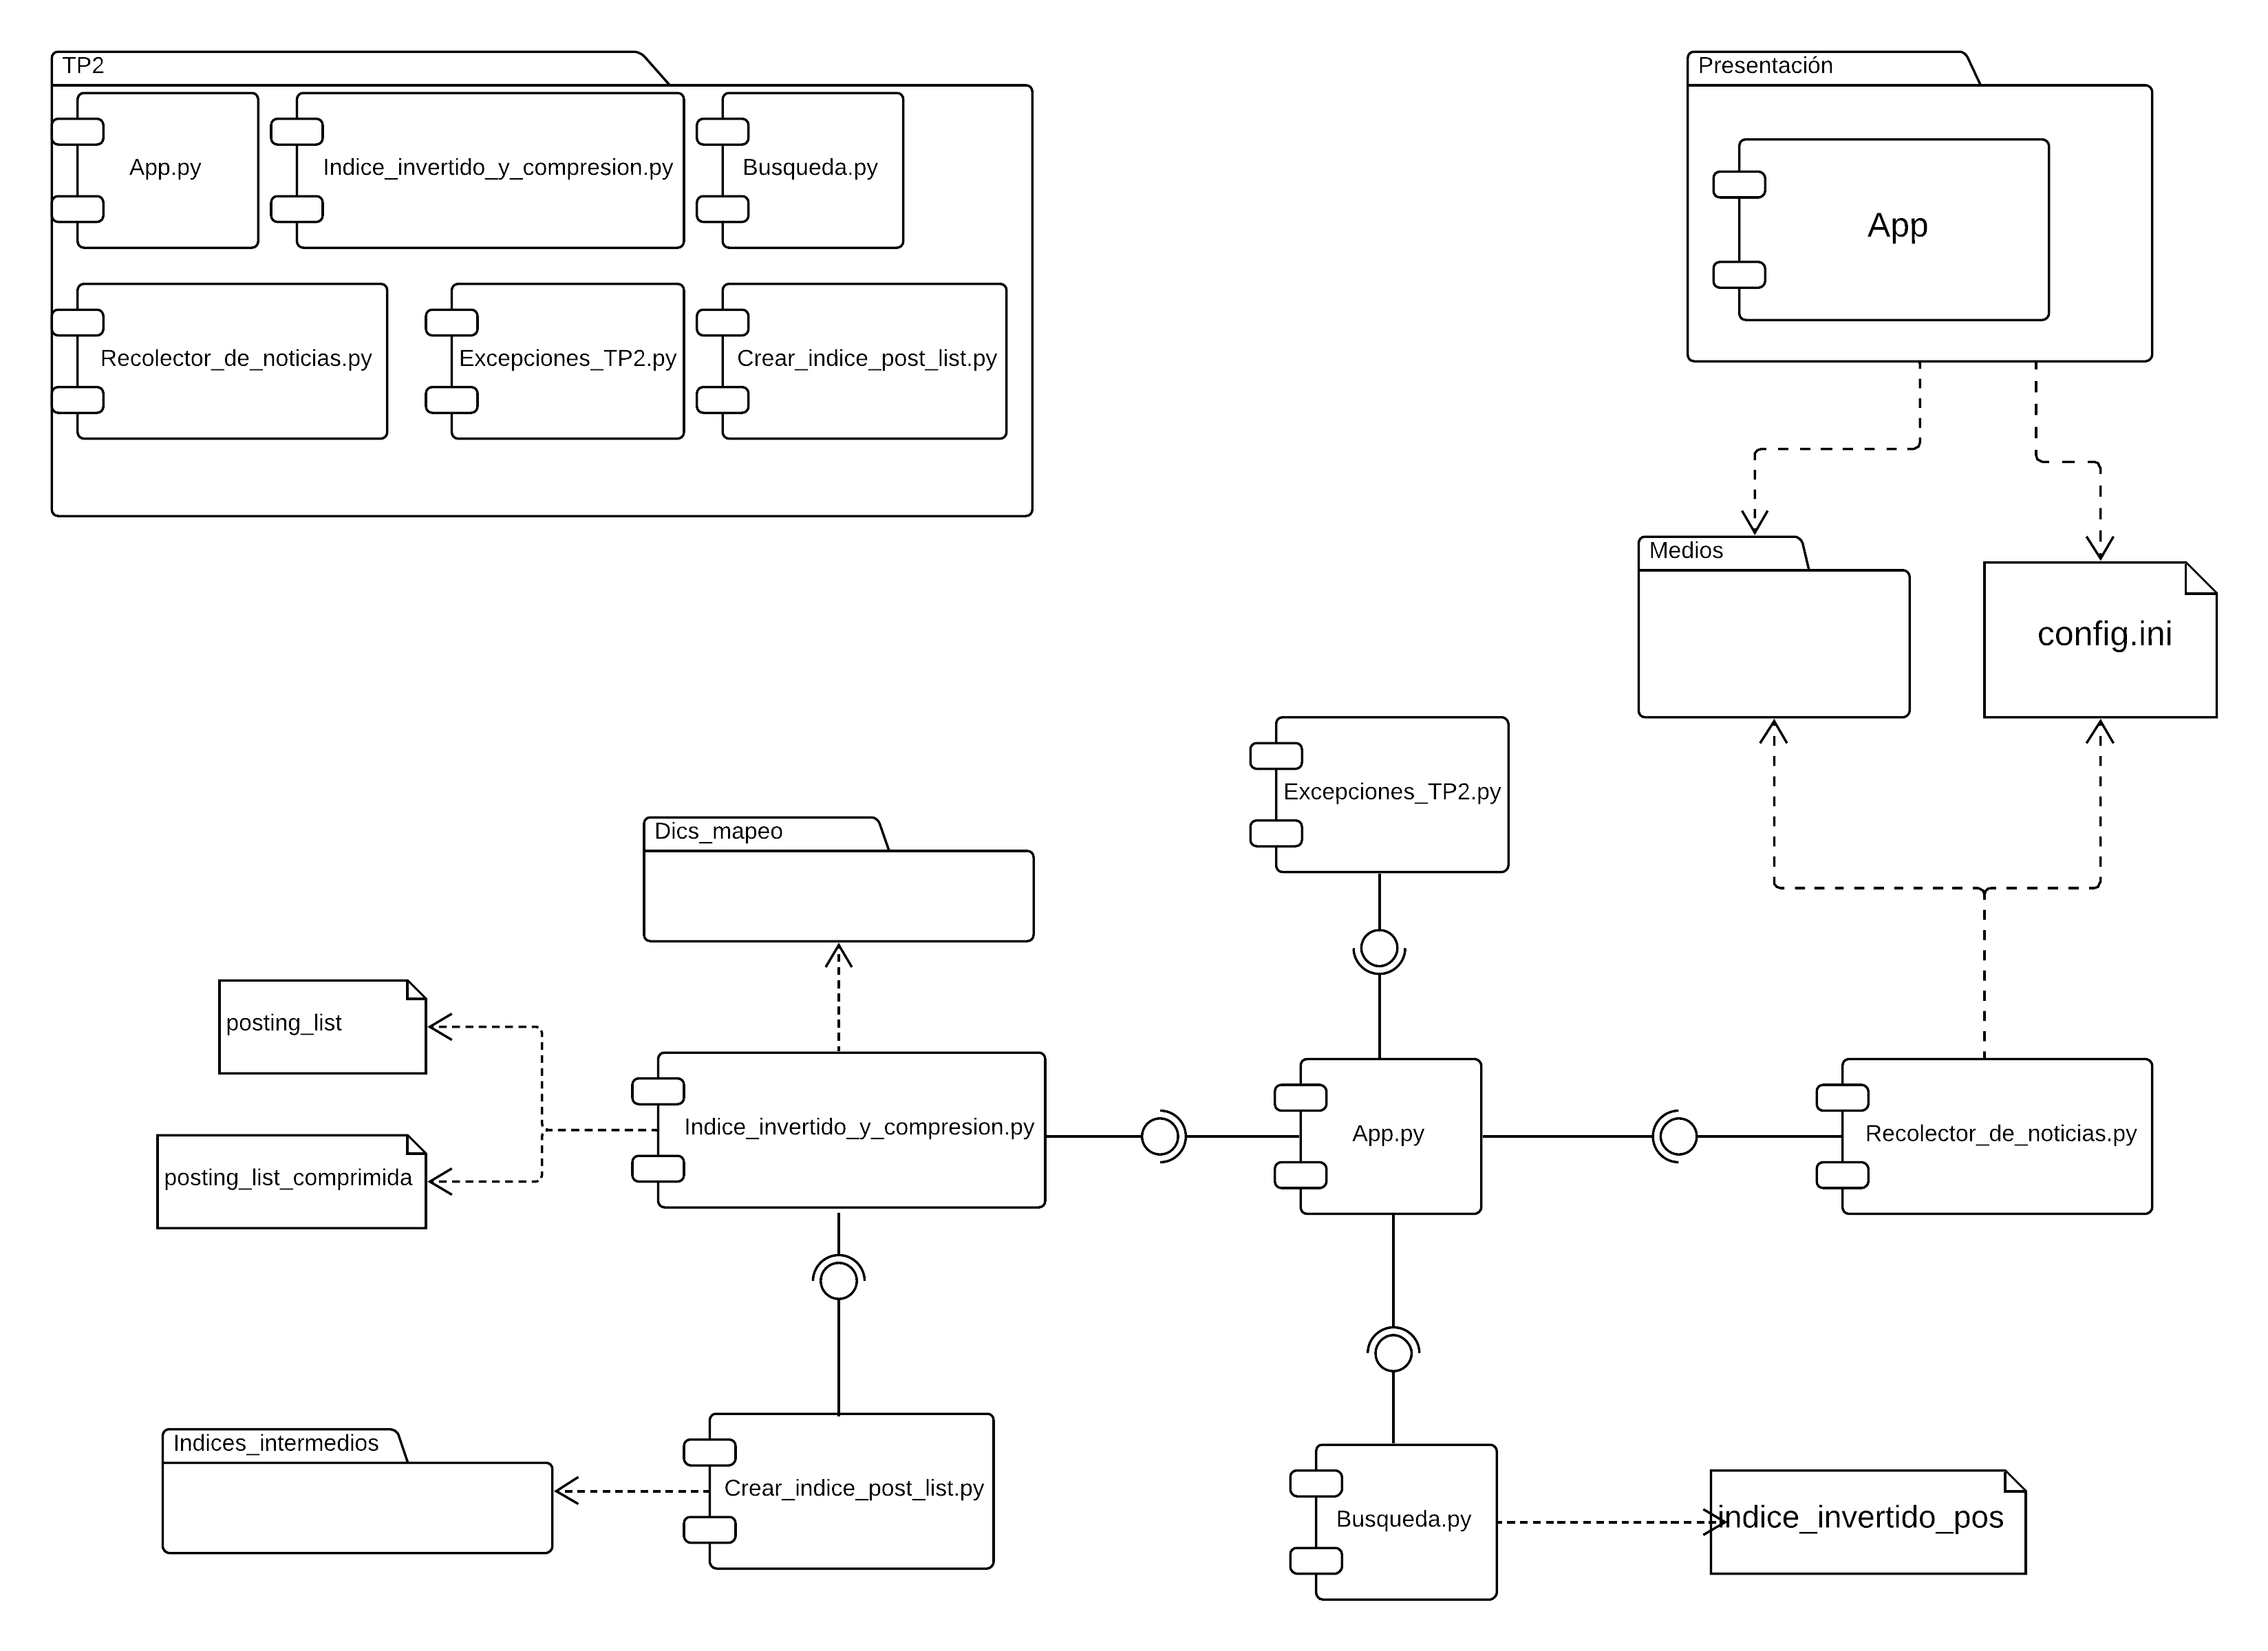 TP2
Presentación
App.py
Indice_invertido_y_compresion.py
Busqueda.py
App
Recolector_de_noticias.py
Excepciones_TP2.py
Crear_indice_post_list.py
Medios
config.ini
Excepciones_TP2.py
Dics_mapeo
posting_list
Indice_invertido_y_compresion.py
App.py
Recolector_de_noticias.py
posting_list_comprimida
Indices_intermedios
Crear_indice_post_list.py
Busqueda.py
indice_invertido_pos